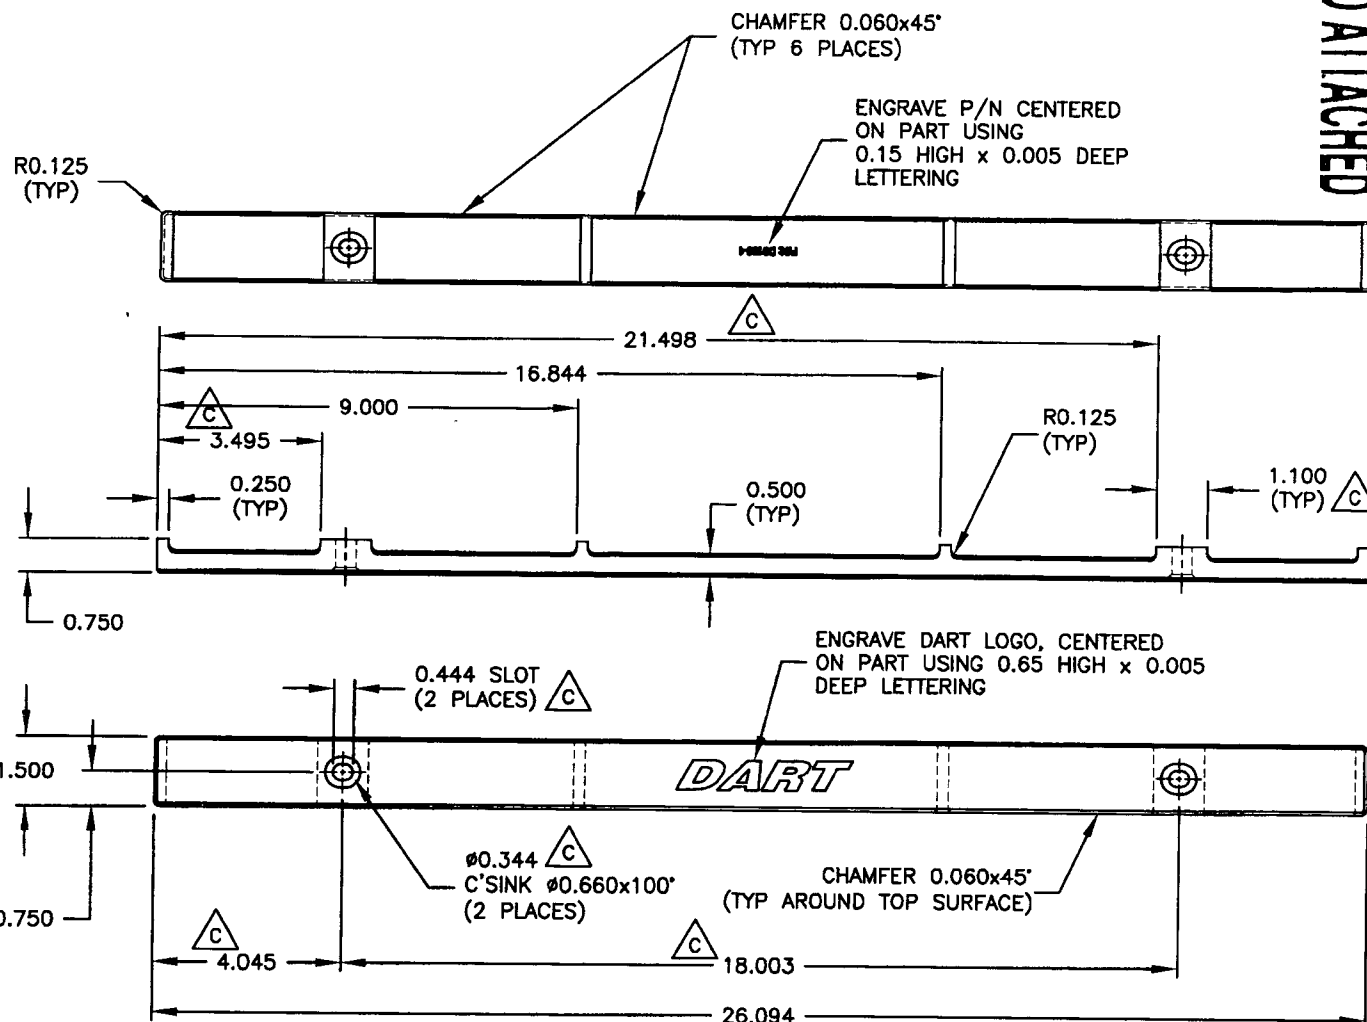 CHAMFER 0.060x45°
(TYP 6 PLACES)
ATTACHED
ENGRAVE P/N CENTERED
ON PART USING
0.15 HIGH x 0.005 DEEP
LETTERING
R0.125
(TYP)
C
21.498
16.844
C
9.000
3.495
R0.125
(TYP)
0.250
(TYP)
0.500
(TYP)
1.100
(TYP) C
0.750
ENGRAVE DART LOGO, CENTERED
ON PART USING 0.65 HIGH x 0.005
DEEP LETTERING
0.444 SLOT
(2 PLACES) C
1.500
DART
Ø0.344 C
C'SINK Ø0.660x100°
(2 PLACES)
CHAMFER 0.060x45°
(TYP AROUND TOP SURFACE)
0.750
C
4.045
C
18.003
26.094